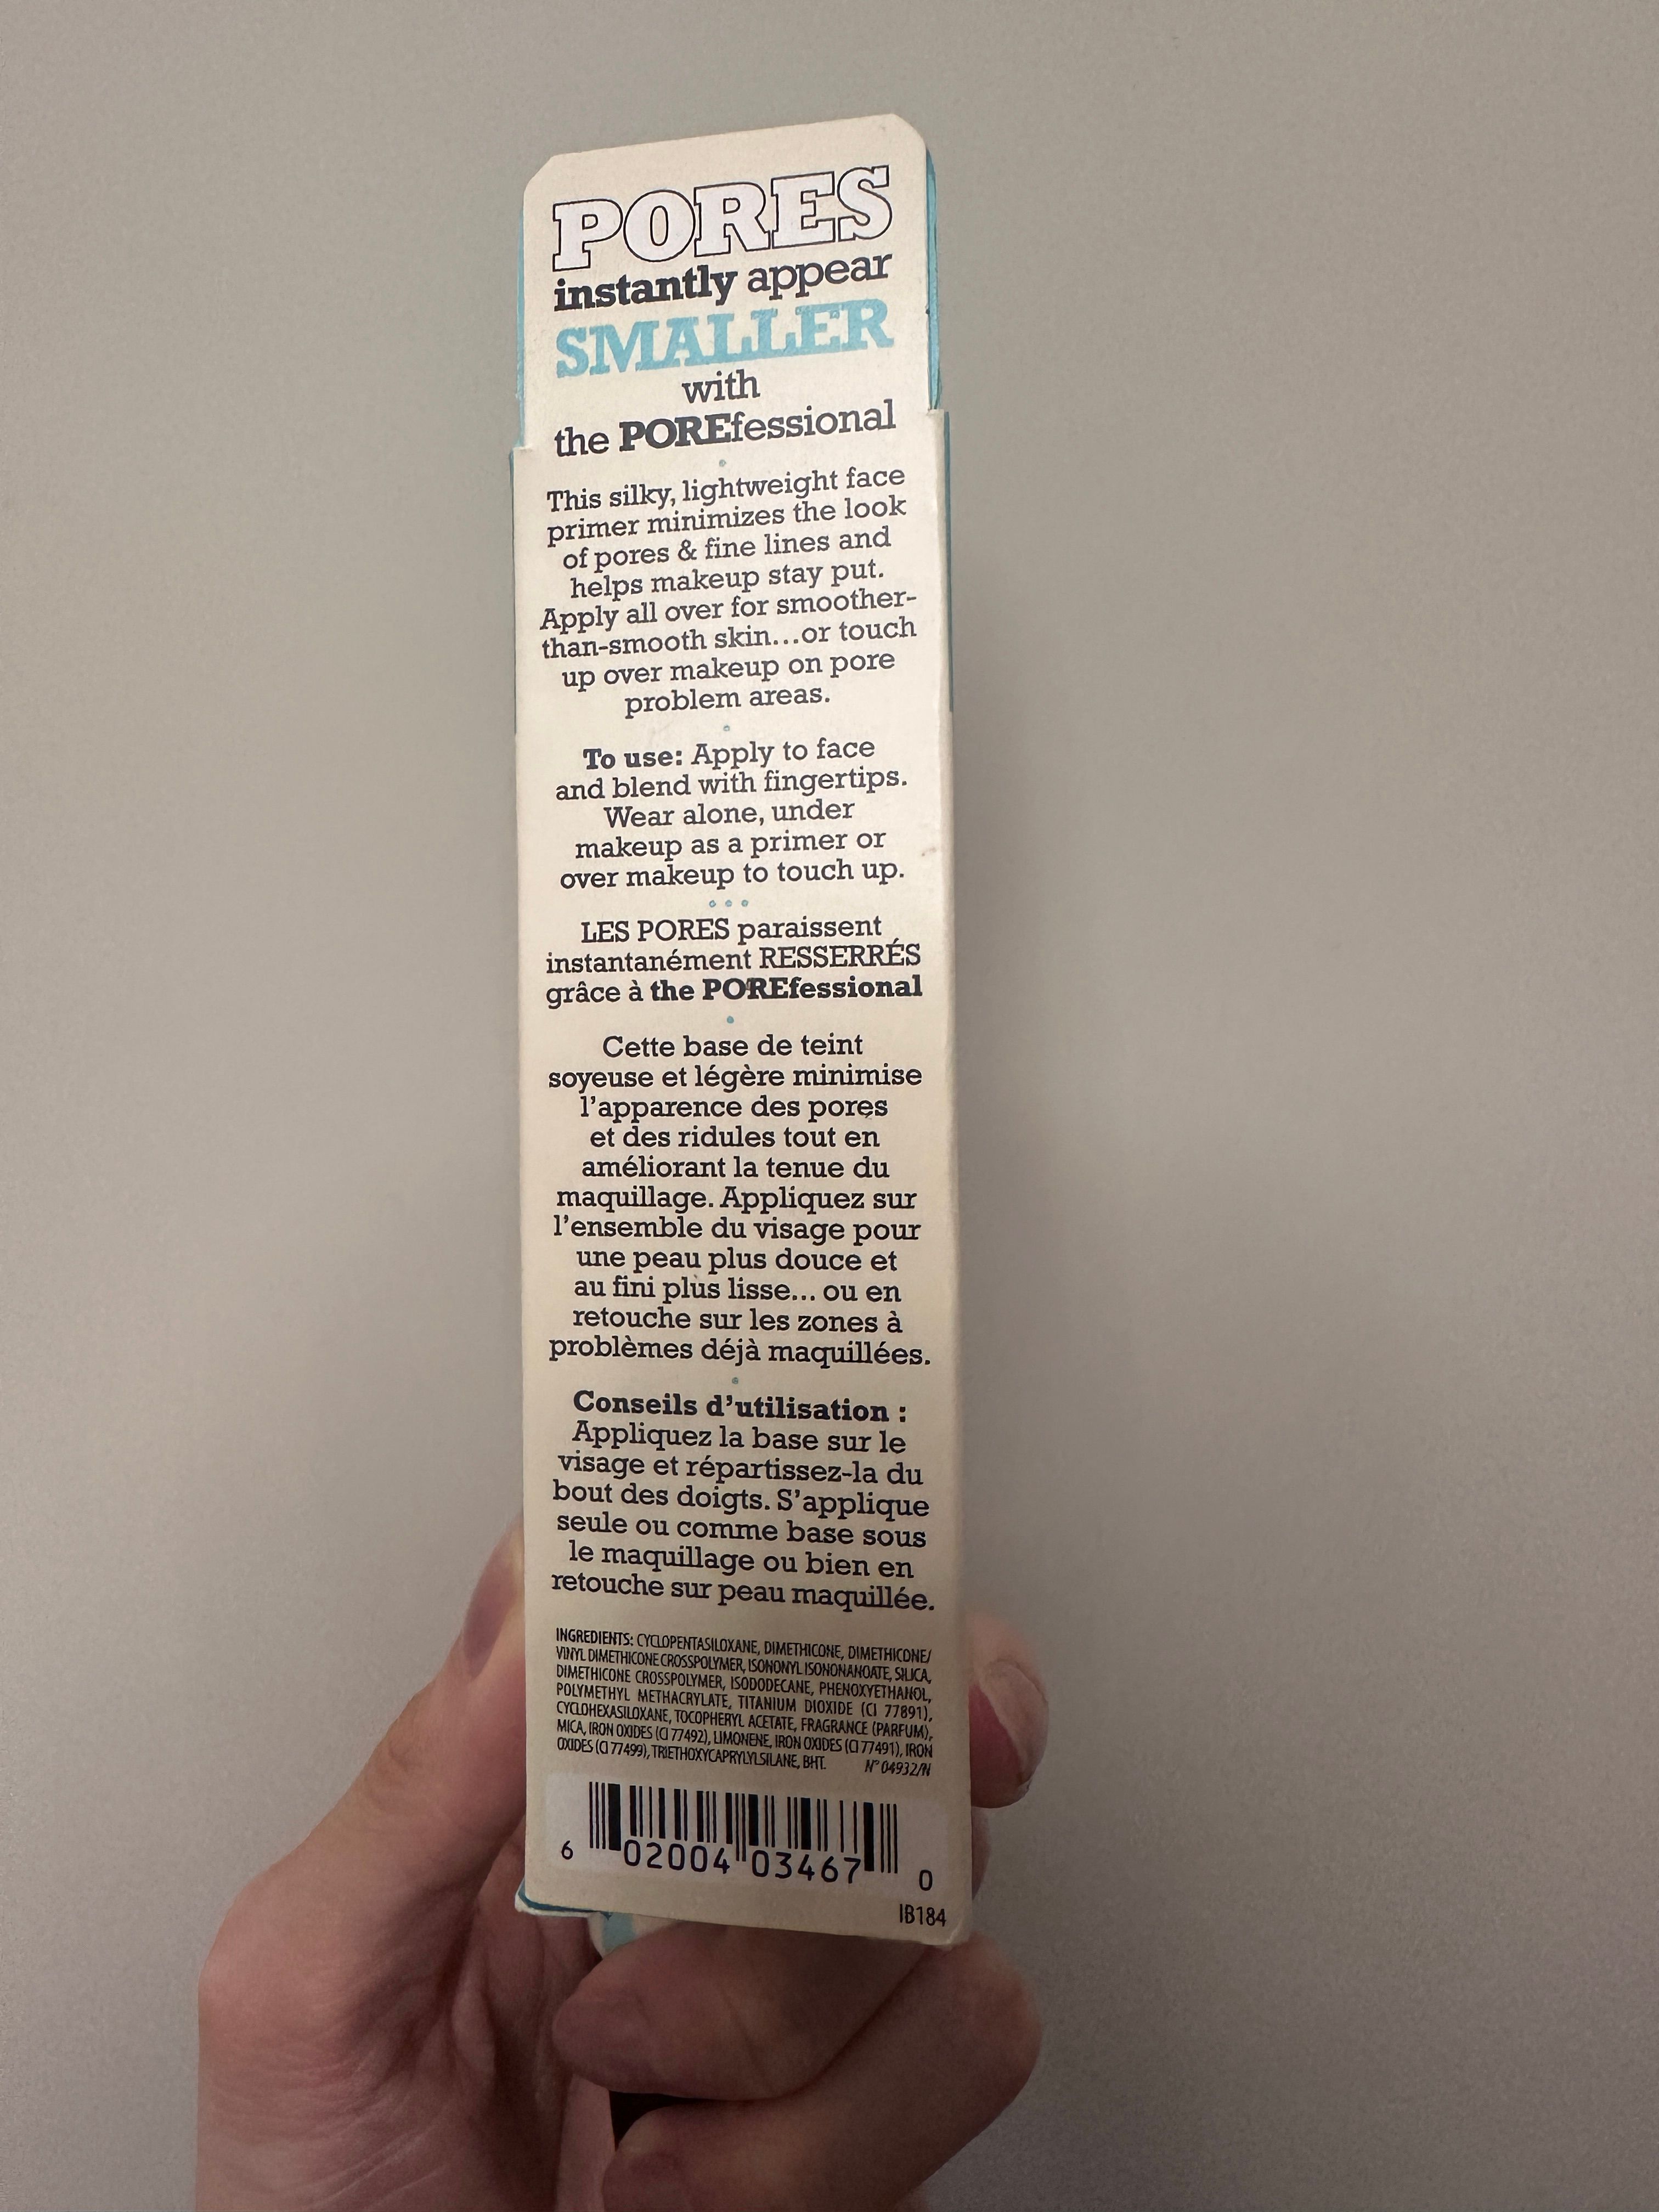 PORES
instantly appear
SMALLER
with
the POREfessional
This silky, lightweight face
primer minimizes the look
of pores & fine lines and
helps makeup stay put.
Apply all over for smoother-
than-smooth skin...or touch
up over makeup on pore
problem areas.
To use: Apply to face
and blend with fingertips.
Wear alone, under
makeup as a primer or
over makeup to touch up.
LES PORES paraissent
instantanément RESSERRÉS
grâce à the POREfessional
Cette base de teint
soyeuse et légère minimise
l'apparence des pores
et des ridules tout en
améliorant la tenue du
maquillage. Appliquez sur
l'ensemble du visage pour
une peau plus douce et
au fini plus lisse... ou en
retouche sur les zones à
problèmes déjà maquillées.
Conseils d'utilisation :
Appliquez la base sur le
visage et répartissez-la du
bout des doigts. S'applique
seule ou comme base sous
le maquillage ou bien en
retouche sur peau maquillée.
INGREDIENTS: CYCLOPENTASILOXANE, DIMETHICONE, DIMETHICONE/
VINYL DIMETHICONE CROSSPOLYMER, ISONONYL ISONONANOATE, SILICA,
DIMETHICONE CROSSPOLYMER, ISODODECANE, PHENOXYETHANOL,
POLYMETHYL METHACRYLATE, TITANIUM DIOXIDE (CI 77891),
CYCLOHEXASILOXANE, TOCOPHERYL ACETATE, FRAGRANCE (PARFUM),
MICA, IRON OXIDES (CI 77492), LIMONENE, IRON OXIDES (CI 77491), IRON
OXIDES (CI 77499), TRIETHOXYCAPRYLYLSILANE, BHT. N° 04932/N
6 02004 03467 0
IB184